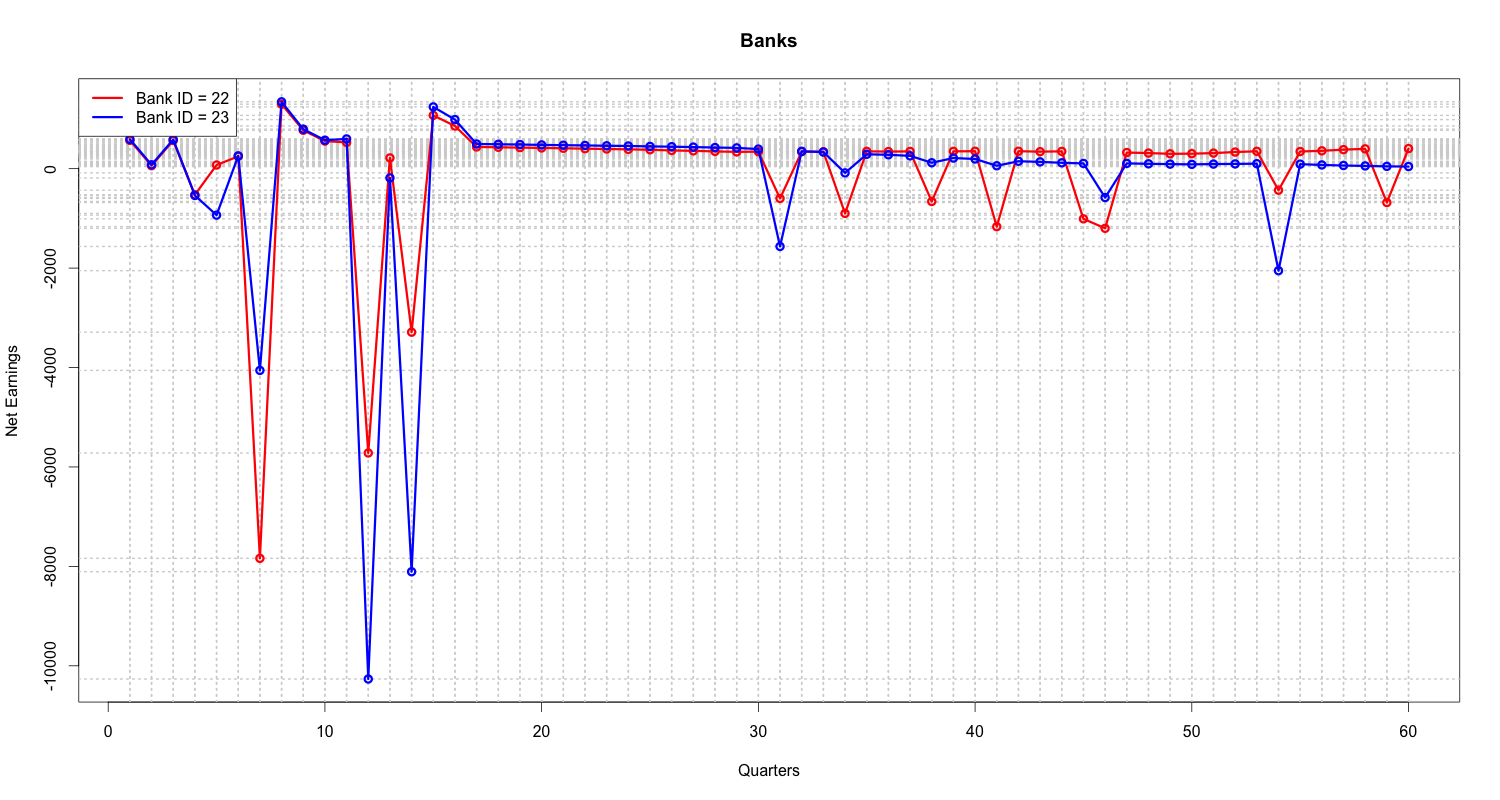 Banks
Bank ID = 22
Bank ID = 23
Net Earnings
0
-2000
-4000
-6000
-8000
-10000
0 10 20 30 40 50 60
Quarters